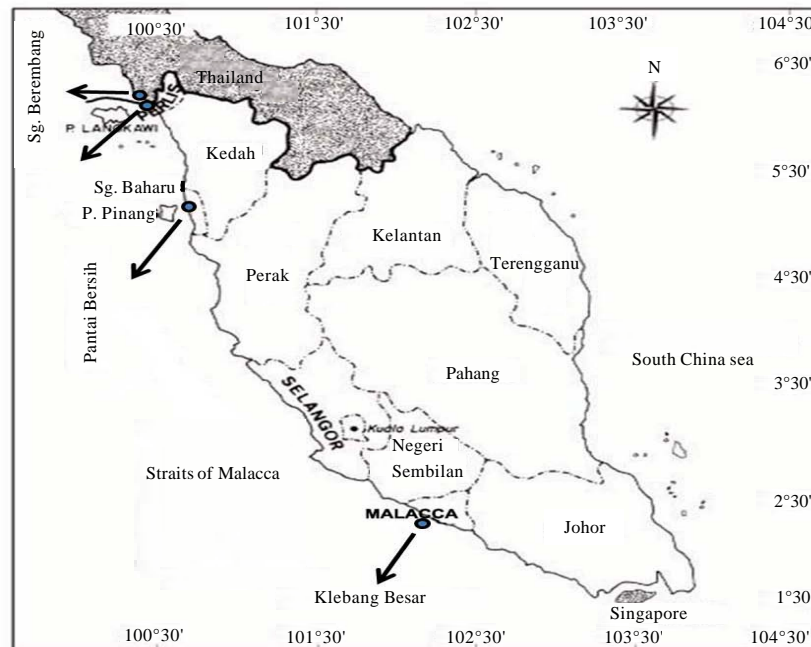 100°30'
101°30'
102°30'
103°30'
104°30'
6°30'
Thailand
N
Sg. Berembang
PERLIS
P. LANGKAWI
Kedah
5°30'
Sg. Baharu
P. Pinang
Kelantan
Terengganu
4°30'
Perak
Pantai Bersih
South China sea
Pahang
3°30'
SELANGOR
Kuala Lumpur
Negeri
Sembilan
Straits of Malacca
2°30'
MALACCA
Johor
Klebang Besar
1°30'
Singapore
100°30'
101°30'
102°30'
103°30'
104°30'